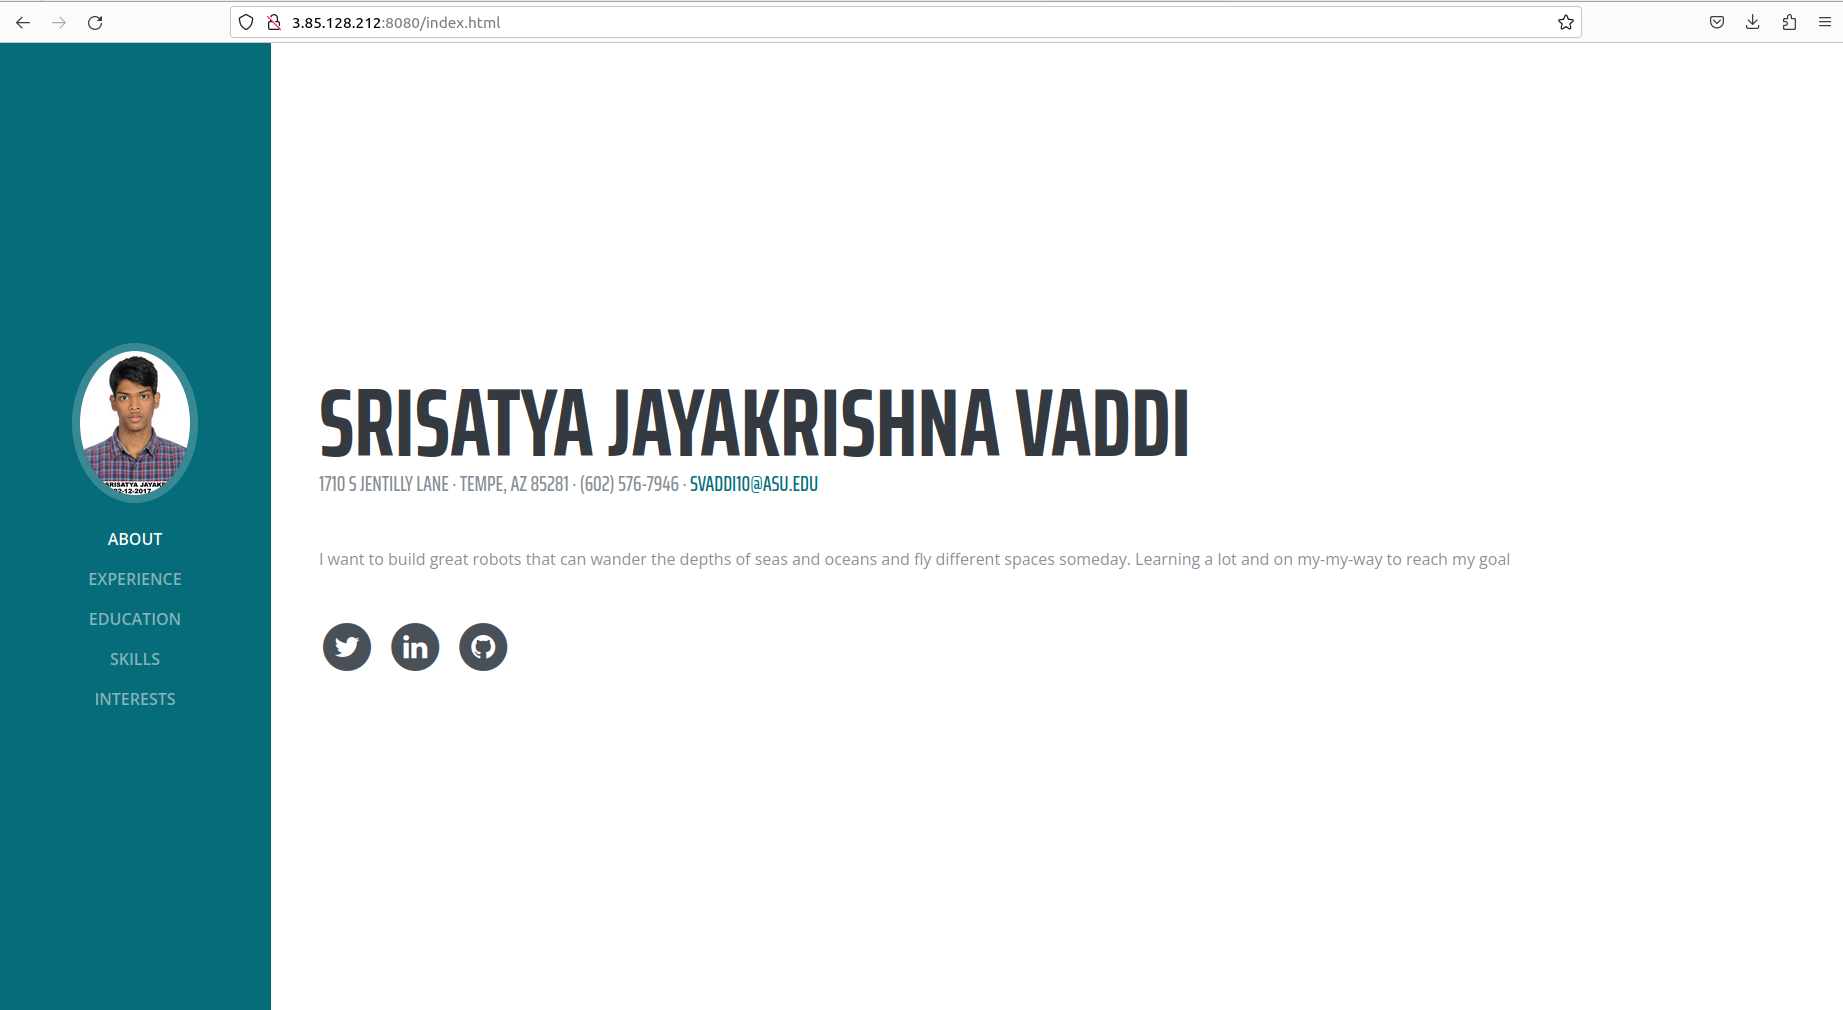 3.85.128.212:8080/index.html
SRISATYA JAYAK
02-12-2017
ABOUT
EXPERIENCE
EDUCATION
SKILLS
INTERESTS
SRISATYA JAYAKRISHNA VADDI
1710 S JENTILLY LANE · TEMPE, AZ 85281 · (602) 576-7946 · SVADDI10@ASU.EDU
I want to build great robots that can wander the depths of seas and oceans and fly different spaces someday. Learning a lot and on my-my-way to reach my goal
in